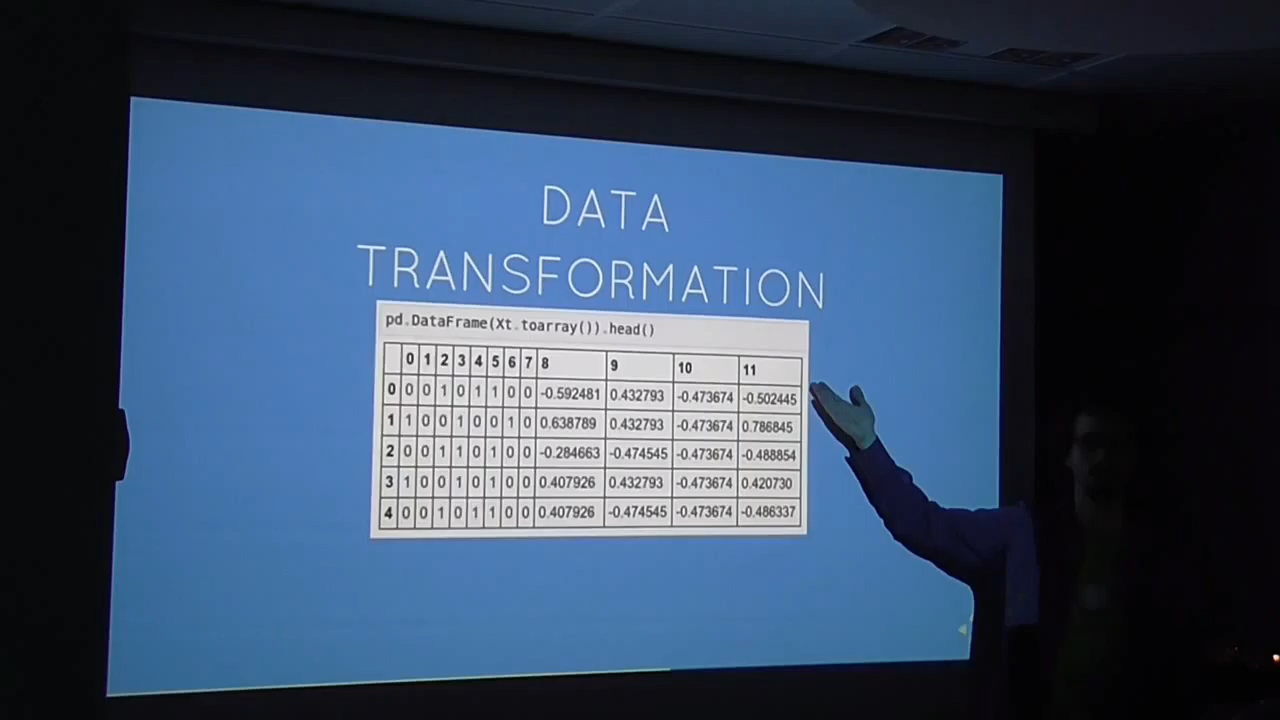 DATA
TRANSFORMATION
pd.DataFrame(Xt.toarray()).head()
0 1 2 3 4 5 6 7 8 9 10 11
0 0 0 1 0 1 1 0 0 -0.592481 0.432793 -0.473674 -0.502445
1 1 0 0 1 0 0 1 0 0.638789 0.432793 -0.473674 0.786845
2 0 0 1 1 0 1 0 0 -0.284663 -0.474545 -0.473674 -0.488854
3 1 0 0 1 0 1 0 0 0.407926 0.432793 -0.473674 0.420730
4 0 0 1 0 1 1 0 0 0.407926 -0.474545 -0.473674 -0.486337